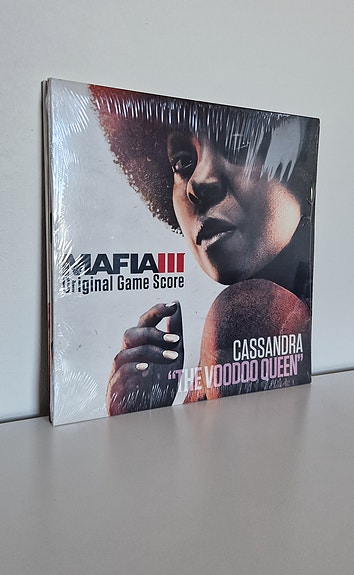 MAFIA III
Original Game Score
CASSANDRA
"THE VOODOO QUEEN"